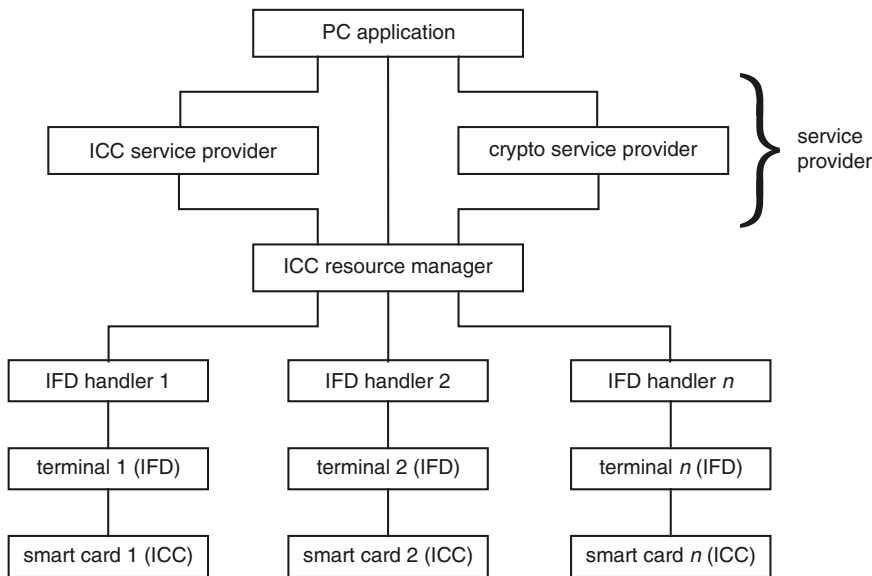 PC application
ICC service provider
crypto service provider
service
provider
ICC resource manager
IFD handler 1
IFD handler 2
IFD handler n
terminal 1 (IFD)
terminal 2 (IFD)
terminal n (IFD)
smart card 1 (ICC)
smart card 2 (ICC)
smart card n (ICC)